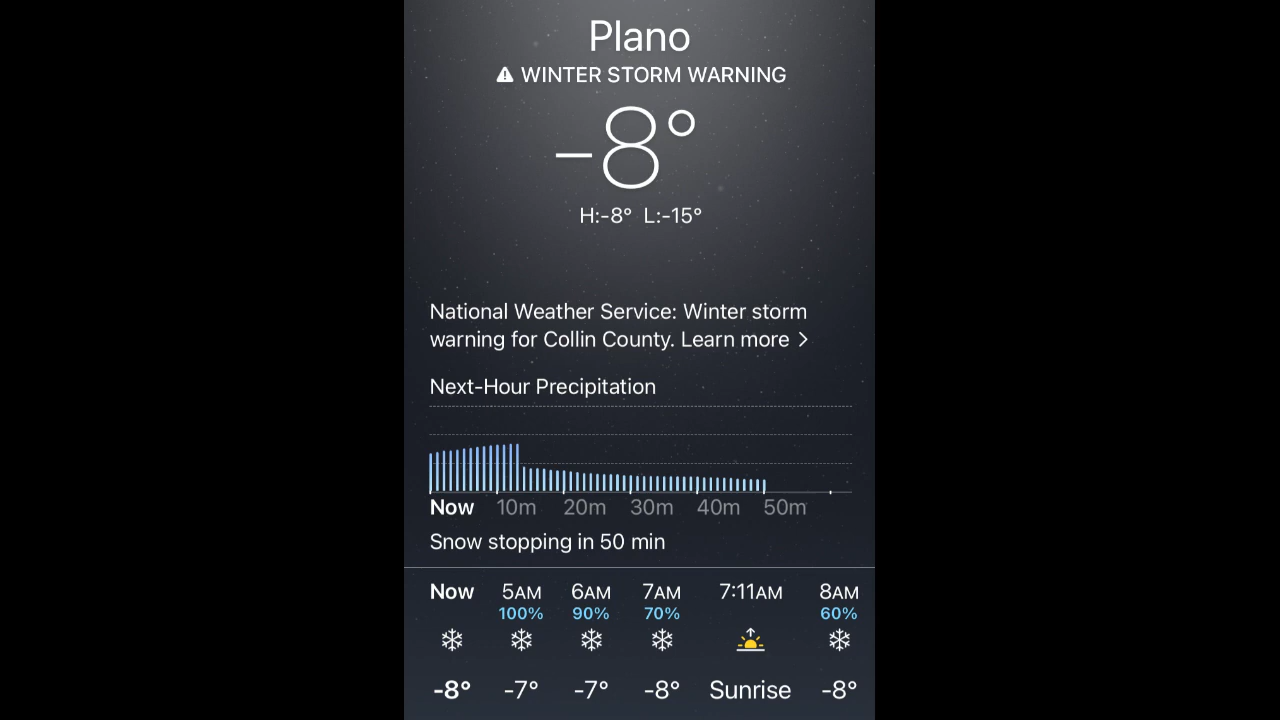 Plano
WINTER STORM WARNING
-8°
H:-8° L:-15°
National Weather Service: Winter storm
warning for Collin County. Learn more >
Next-Hour Precipitation
Now 10m 20m 30m 40m 50m
Snow stopping in 50 min
Now 5AM 6AM 7AM 7:11AM 8AM
100% 90% 70% 60%
-8° -7° -7° -8° Sunrise -8°